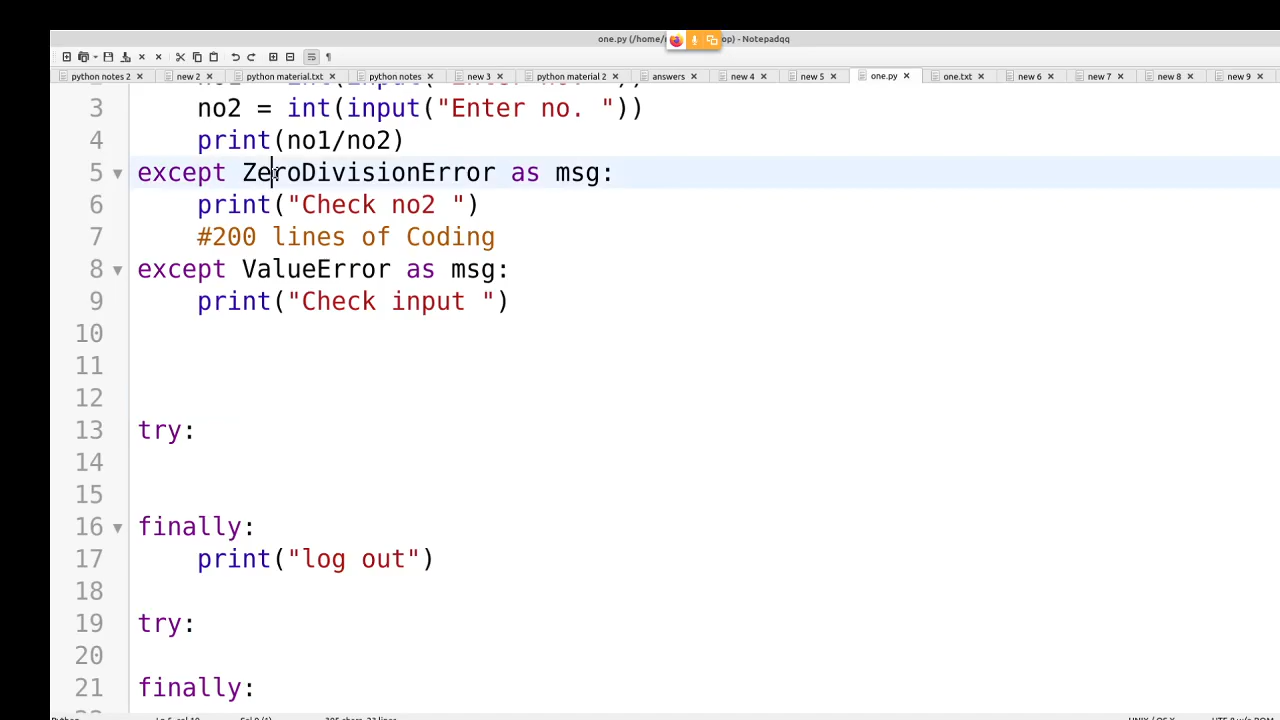 one.py (/home/ op) - Notepadqq
python notes 2 new 2 python material.txt python notes new 3 python material 2 answers new 4 new 5 one.py one.txt new 6 new 7 new 8 new 9
3 no2 = int(input("Enter no. "))
4 print(no1/no2)
5 except ZeroDivisionError as msg:
6 print("Check no2 ")
7 #200 lines of Coding
8 except ValueError as msg:
9 print("Check input ")
10
11
12
13 try:
14
15
16 finally:
17 print("log out")
18
19 try:
20
21 finally: